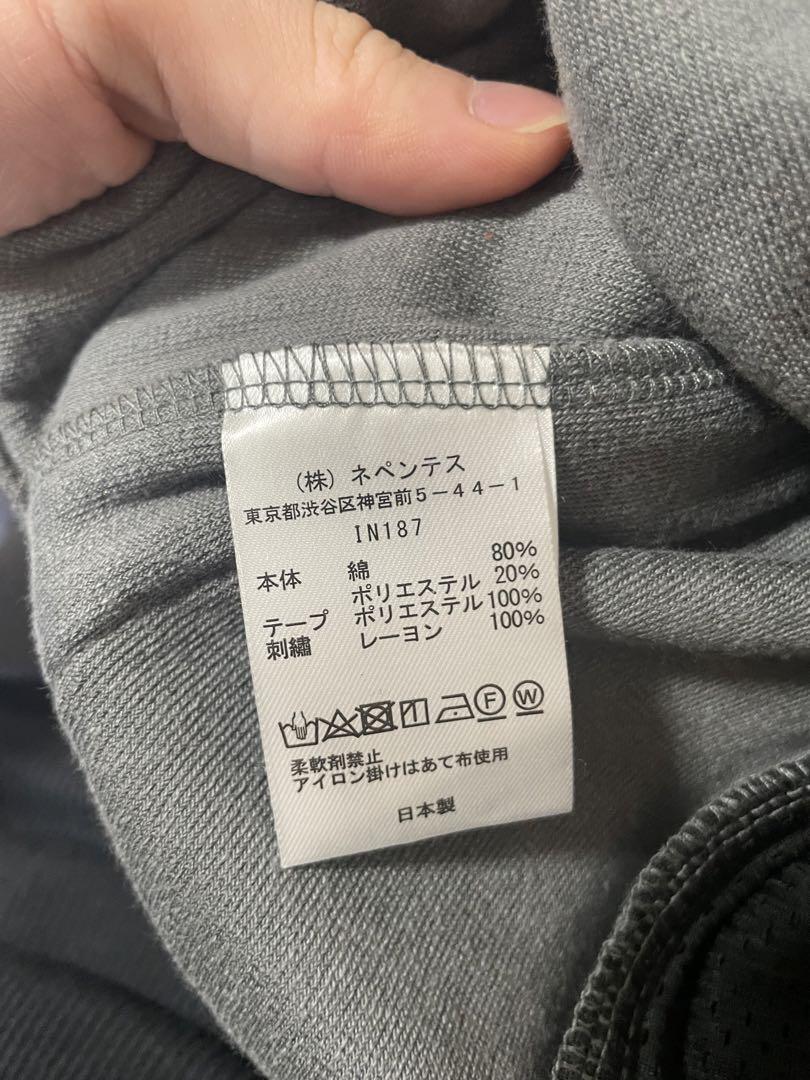 (株) ネペンテス
東京都渋谷区神宮前5-44-1
IN187
本体 綿 80%
ポリエステル 20%
テープ ポリエステル 100%
刺繡 レーヨン 100%
F W
柔軟剤禁止
アイロン掛けはあて布使用
日本製